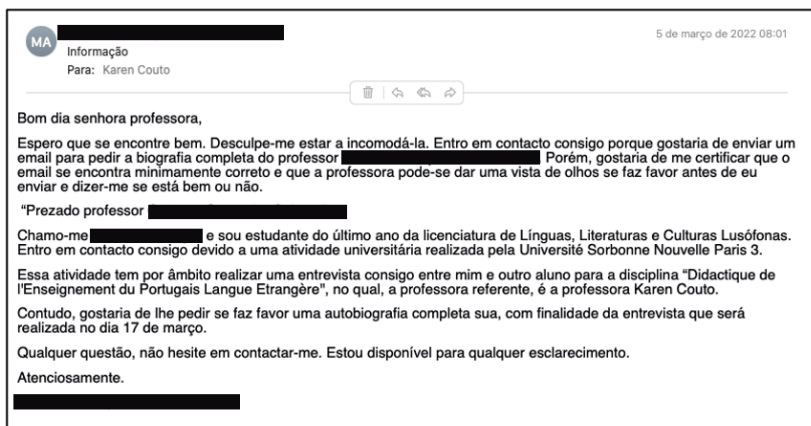 MA
5 de março de 2022 08:01
Informação
Para: Karen Couto
Bom dia senhora professora,
Espero que se encontre bem. Desculpe-me estar a incomodá-la. Entro em contacto consigo porque gostaria de enviar um
email para pedir a biografia completa do professor . Porém, gostaria de me certificar que o
email se encontra minimamente correto e que a professora pode-se dar uma vista de olhos se faz favor antes de eu
enviar e dizer-me se está bem ou não.
“Prezado professor
Chamo-me e sou estudante do último ano da licenciatura de Línguas, Literaturas e Culturas Lusófonas.
Entro em contacto consigo devido a uma atividade universitária realizada pela Université Sorbonne Nouvelle Paris 3.
Essa atividade tem por âmbito realizar uma entrevista consigo entre mim e outro aluno para a disciplina “Didactique de
l'Enseignement du Portugais Langue Etrangère", no qual, a professora referente, é a professora Karen Couto.
Contudo, gostaria de lhe pedir se faz favor uma autobiografia completa sua, com finalidade da entrevista que será
realizada no dia 17 de março.
Qualquer questão, não hesite em contactar-me. Estou disponível para qualquer esclarecimento.
Atenciosamente.